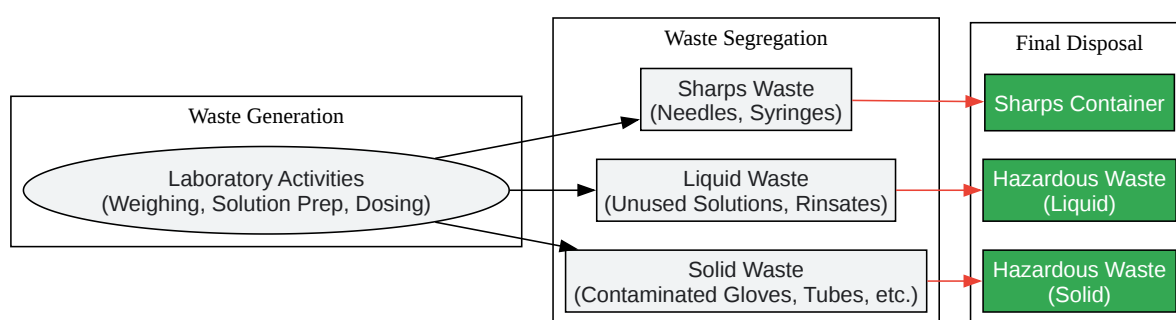 Waste Generation
Laboratory Activities
(Weighing, Solution Prep, Dosing)
Waste Segregation
Sharps Waste
(Needles, Syringes)
Liquid Waste
(Unused Solutions, Rinsates)
Solid Waste
(Contaminated Gloves, Tubes, etc.)
Final Disposal
Sharps Container
Hazardous Waste
(Liquid)
Hazardous Waste
(Solid)